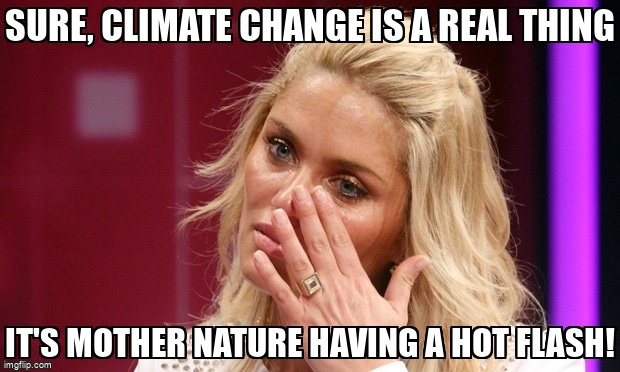 SURE, CLIMATE CHANGE IS A REAL THING
IT'S MOTHER NATURE HAVING A HOT FLASH!
imgflip.com